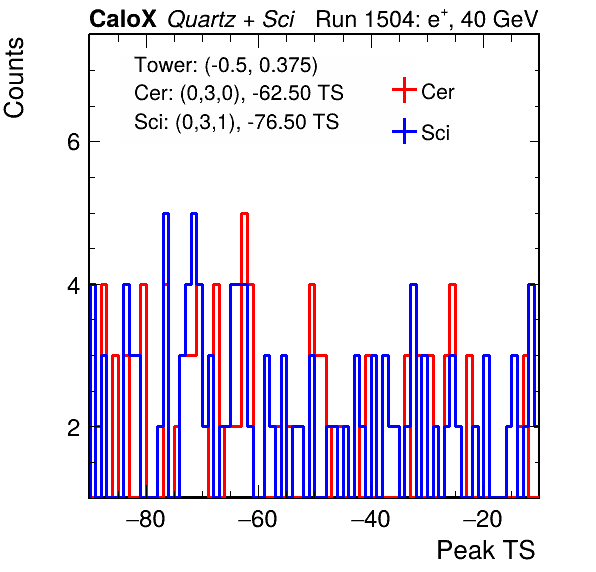 CaloX Quartz + Sci Run 1504: e⁺, 40 GeV
Counts
Tower: (-0.5, 0.375)
Cer: (0,3,0), -62.50 TS
Sci: (0,3,1), -76.50 TS
Cer
Sci
6
4
2
−80 −60 −40 −20
Peak TS